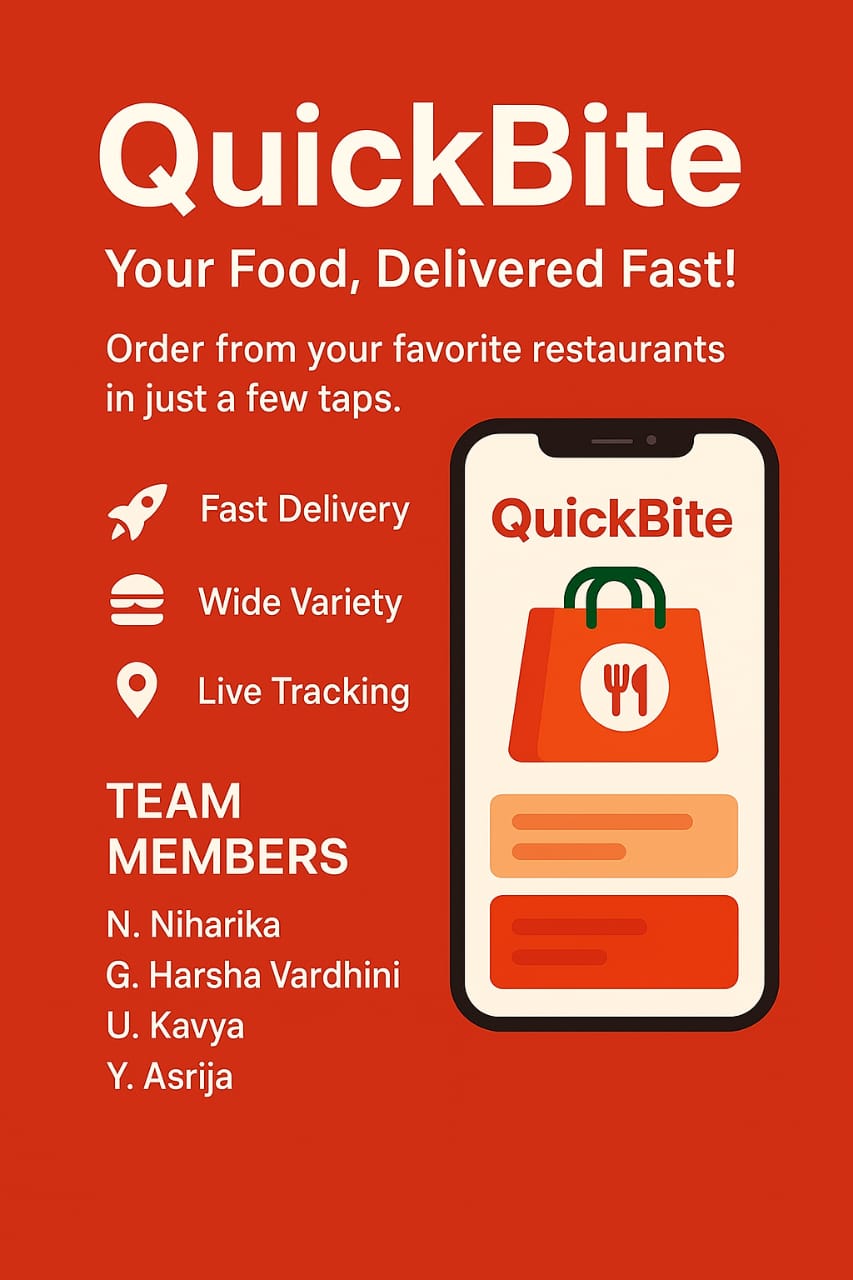 QuickBite
Your Food, Delivered Fast!
Order from your favorite restaurants
in just a few taps.
Fast Delivery
Wide Variety
Live Tracking
TEAM
MEMBERS
N. Niharika
G. Harsha Vardhini
U. Kavya
Y. Asrija
QuickBite